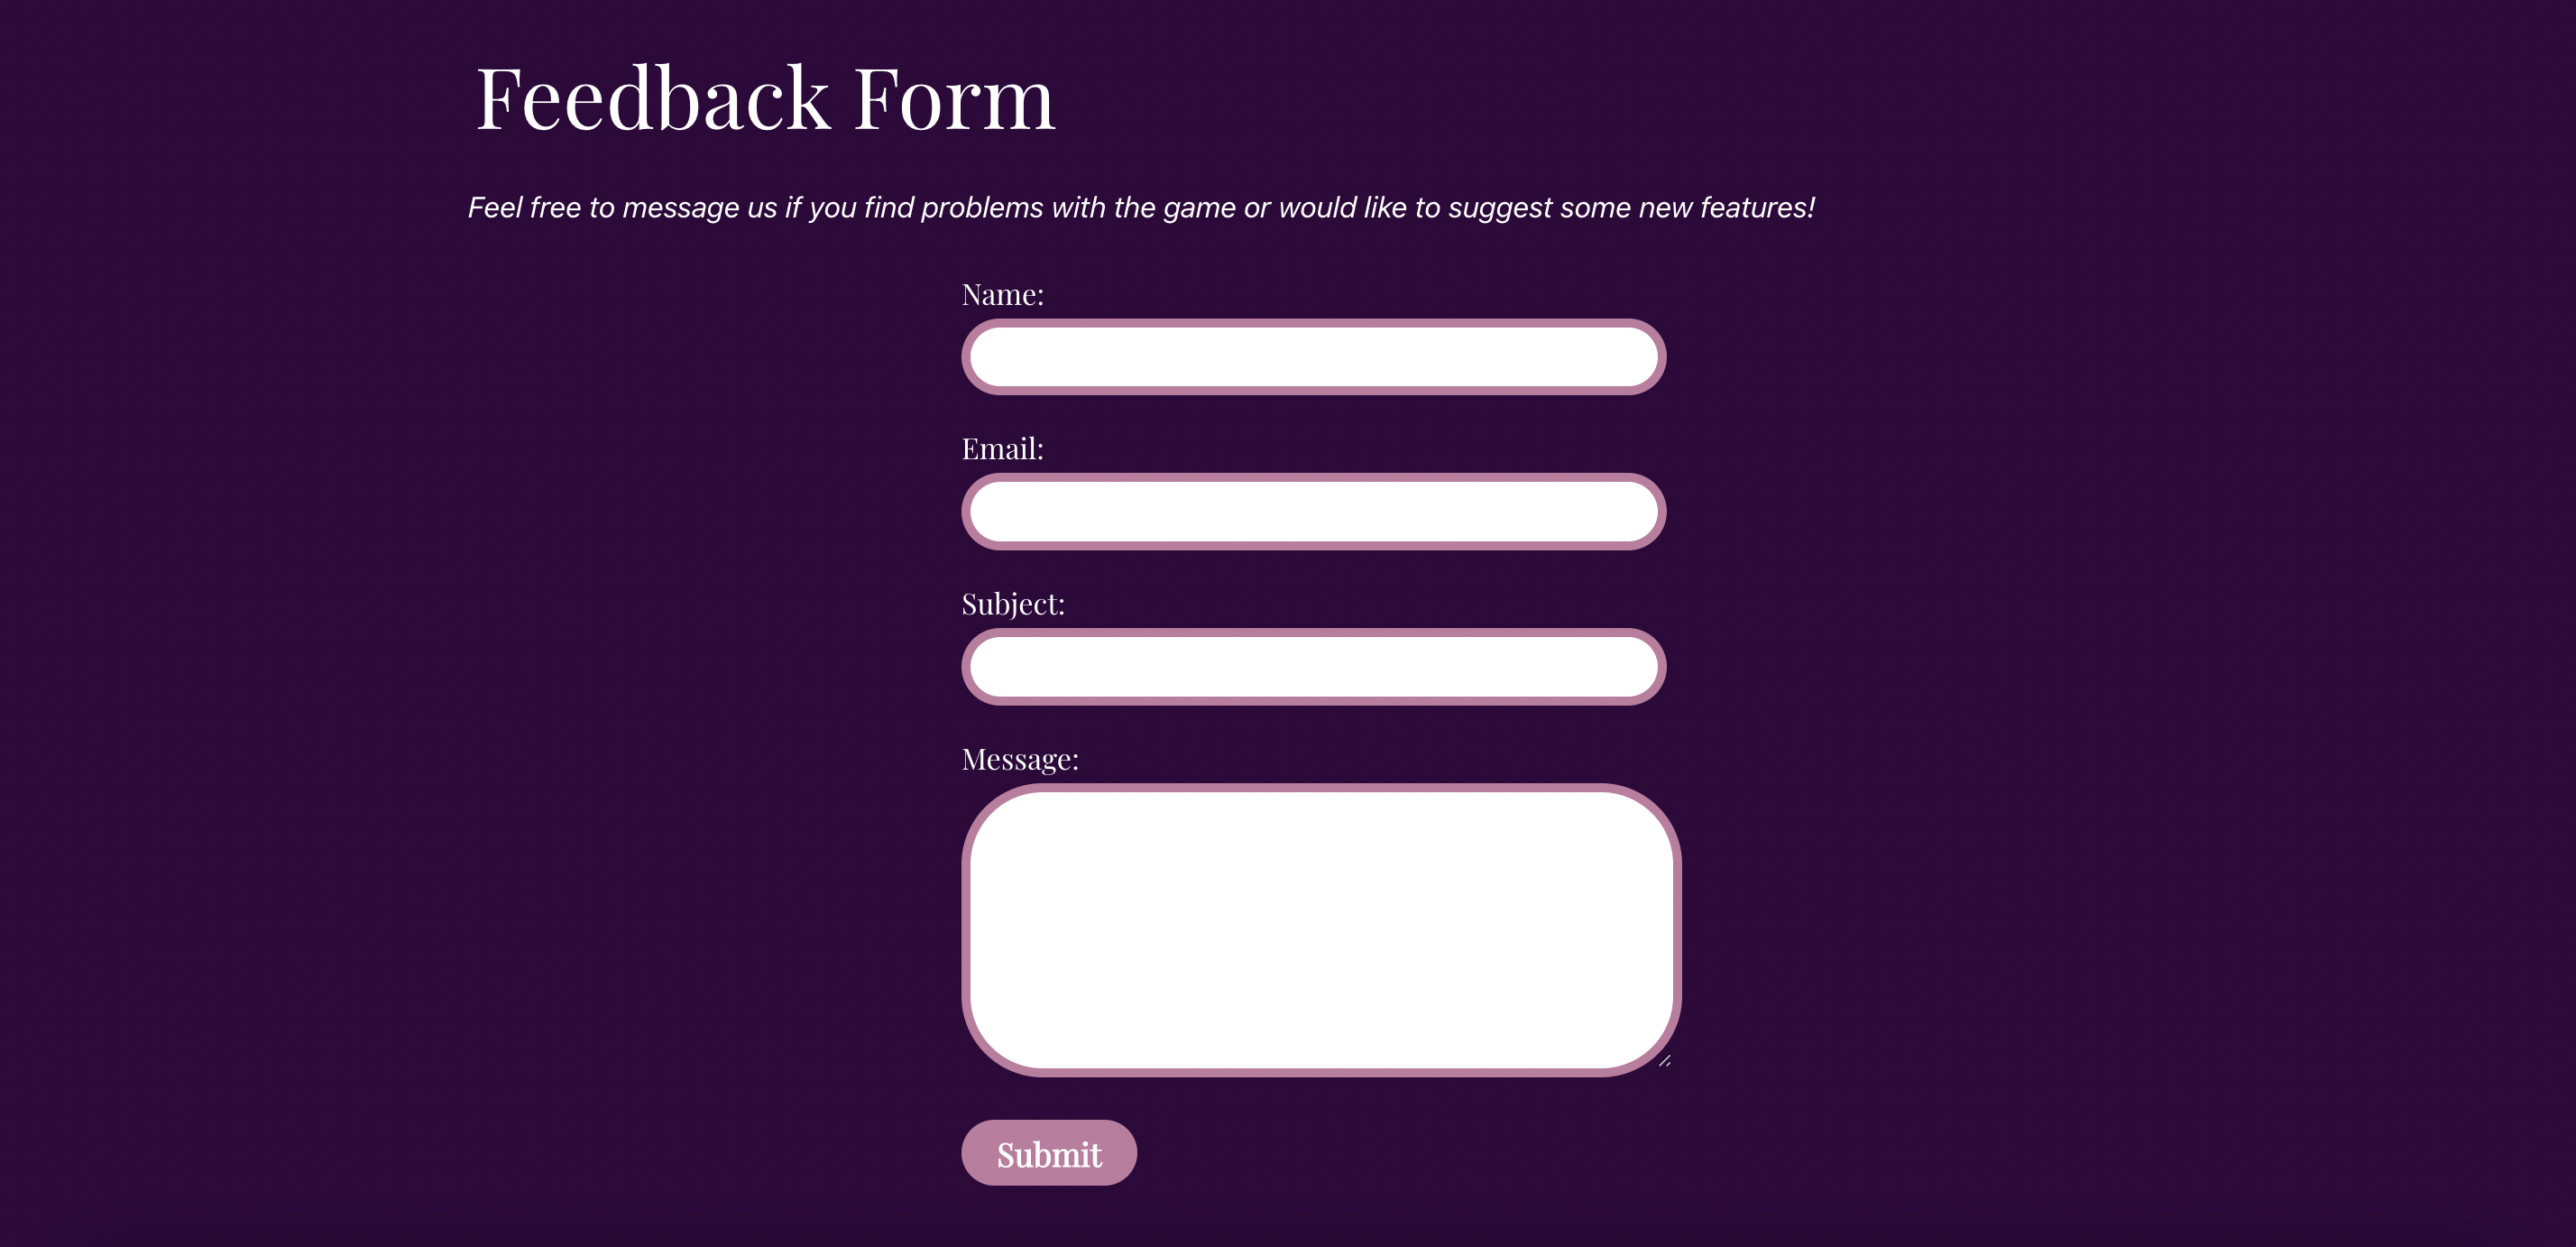 Feedback Form
Feel free to message us if you find problems with the game or would like to suggest some new features!
Name:
Email:
Subject:
Message:
Submit